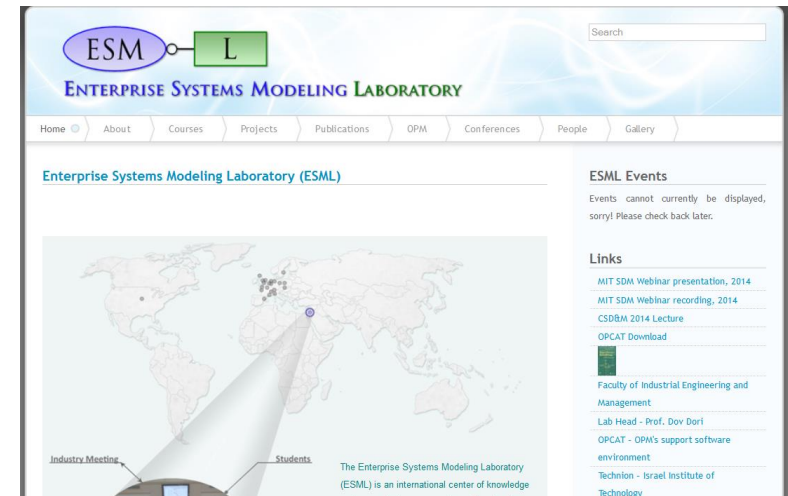 ESM L
ENTERPRISE SYSTEMS MODELING LABORATORY
Search
Home About Courses Projects Publications OPM Conferences People Gallery
Enterprise Systems Modeling Laboratory (ESML)
Industry Meeting
Students
The Enterprise Systems Modeling Laboratory
(ESML) is an international center of knowledge
ESML Events
Events cannot currently be displayed,
sorry! Please check back later.
Links
MIT SDM Webinar presentation, 2014
MIT SDM Webinar recording, 2014
CSD&M 2014 Lecture
OPCAT Download
Faculty of Industrial Engineering and
Management
Lab Head - Prof. Dov Dori
OPCAT - OPM's support software
environment
Technion - Israel Institute of
Technology